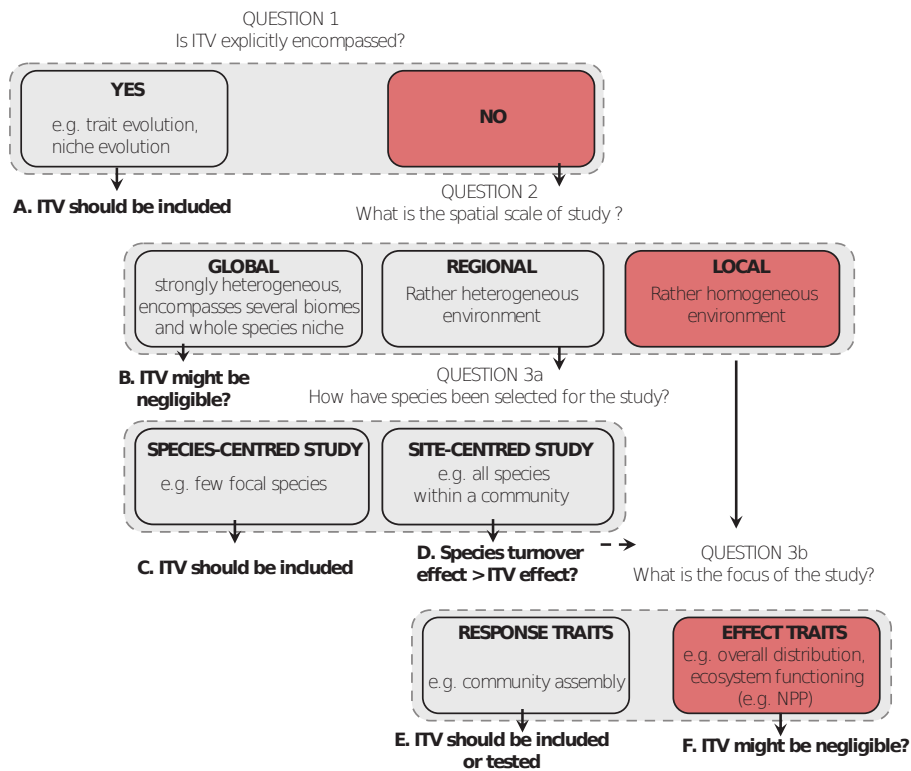 QUESTION 1
Is ITV explicitly encompassed?
YES
e.g. trait evolution,
niche evolution
NO
A. ITV should be included
QUESTION 2
What is the spatial scale of study ?
GLOBAL
strongly heterogeneous,
encompasses several biomes
and whole species niche
REGIONAL
Rather heterogeneous
environment
LOCAL
Rather homogeneous
environment
B. ITV might be
negligible?
QUESTION 3a
How have species been selected for the study?
SPECIES-CENTRED STUDY
e.g. few focal species
SITE-CENTRED STUDY
e.g. all species
within a community
C. ITV should be included
D. Species turnover
effect > ITV effect?
QUESTION 3b
What is the focus of the study?
RESPONSE TRAITS
e.g. community assembly
EFFECT TRAITS
e.g. overall distribution,
ecosystem functioning
(e.g. NPP)
E. ITV should be included
or tested
F. ITV might be negligible?